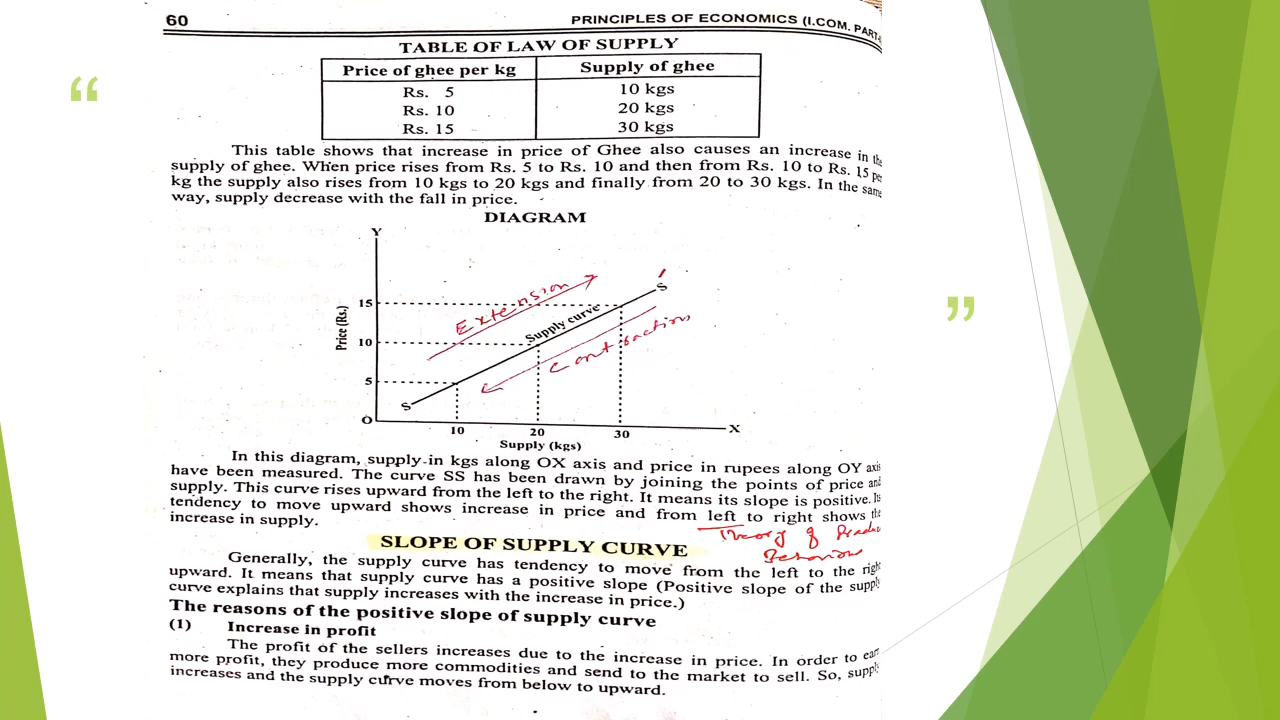 60
PRINCIPLES OF ECONOMICS (I.COM. PART-
TABLE OF LAW OF SUPPLY
Price of ghee per kg Supply of ghee
Rs. 5 10 kgs
Rs. 10 20 kgs
Rs. 15 30 kgs
“
This table shows that increase in price of Ghee also causes an increase in the
supply of ghee. When price rises from Rs. 5 to Rs. 10 and then from Rs. 10 to Rs. 15 per
kg the supply also rises from 10 kgs to 20 kgs and finally from 20 to 30 kgs. In the same
way, supply decrease with the fall in price.
DIAGRAM
Y
Extension
S'
”
15
Price (Rs.)
Supply curve
Contraction
10
5
S
O
10 20 30
X
Supply (kgs)
In this diagram, supply in kgs along OX axis and price in rupees along OY axis
have been measured. The curve SS has been drawn by joining the points of price and
supply. This curve rises upward from the left to the right. It means its slope is positive. Its
tendency to move upward shows increase in price and from left to right shows the
increase in supply.
Theory of
Behaviour
SLOPE OF SUPPLY CURVE
Generally, the supply curve has tendency to move from the left to the right
upward. It means that supply curve has a positive slope (Positive slope of the supply
curve explains that supply increases with the increase in price.)
The reasons of the positive slope of supply curve
(1) Increase in profit
The profit of the sellers increases due to the increase in price. In order to earn
more profit, they produce more commodities and send to the market to sell. So, supply
increases and the supply curve moves from below to upward.